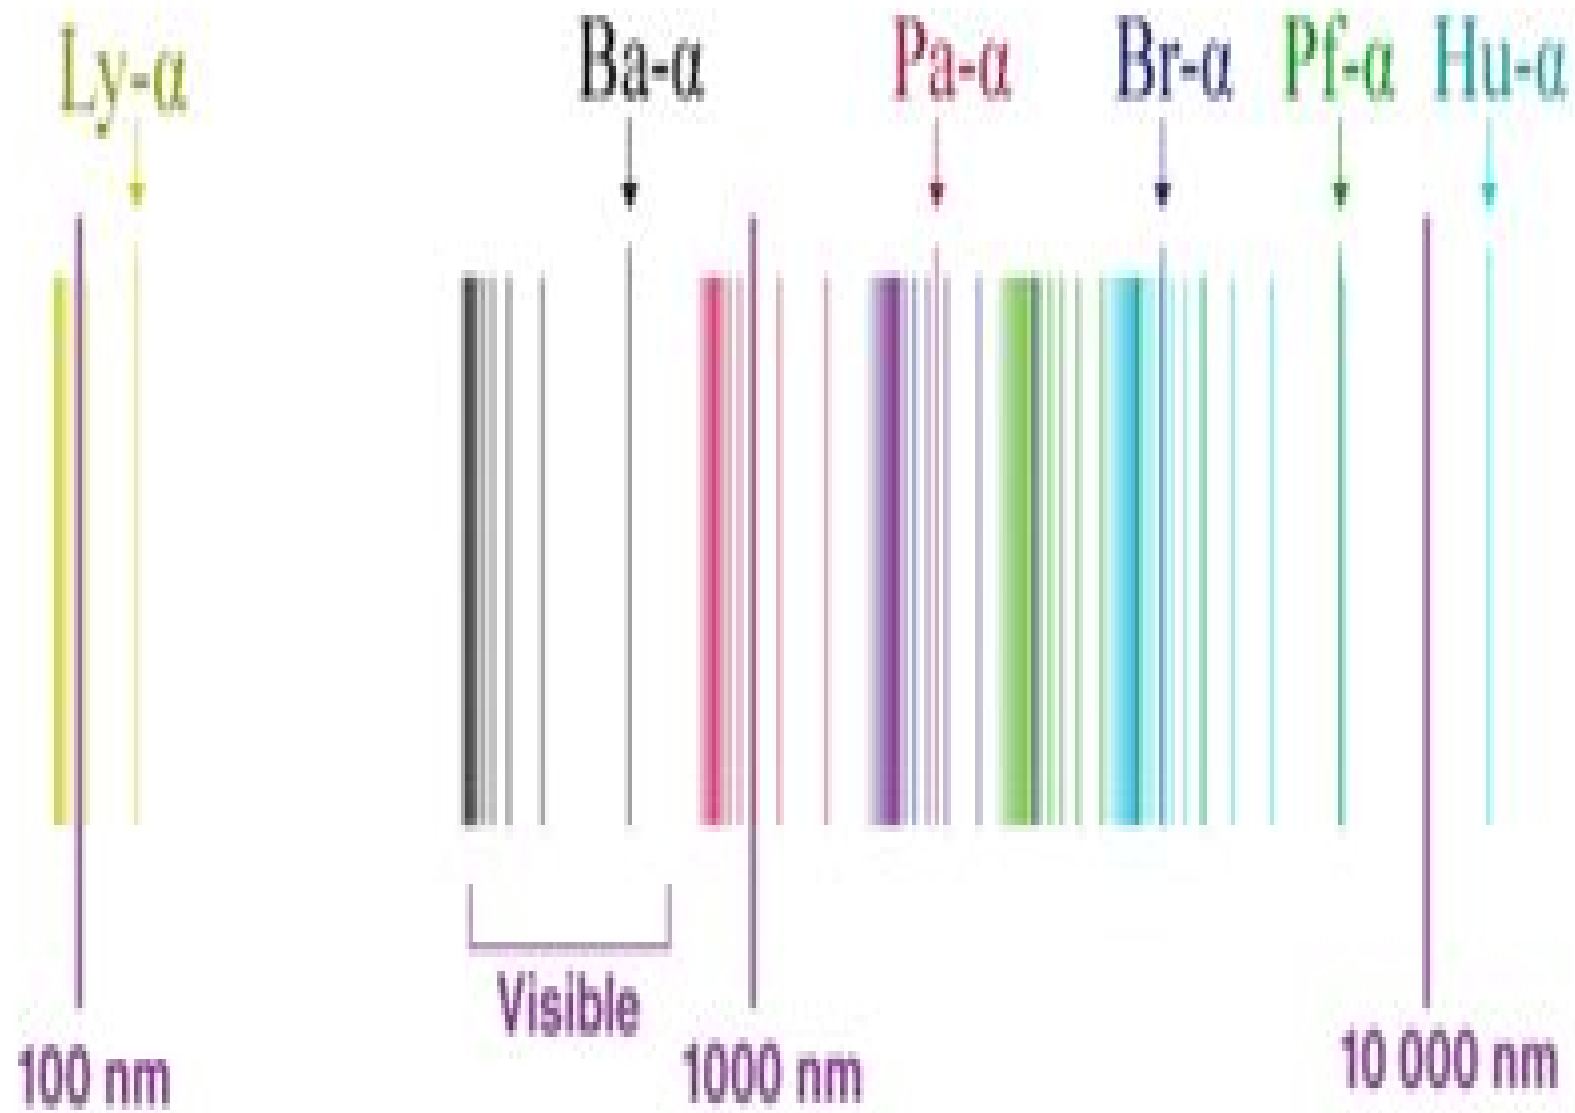 Ly-α Ba-α Pa-α Br-α Pf-α Hu-α
Visible
100 nm 1000 nm 10 000 nm